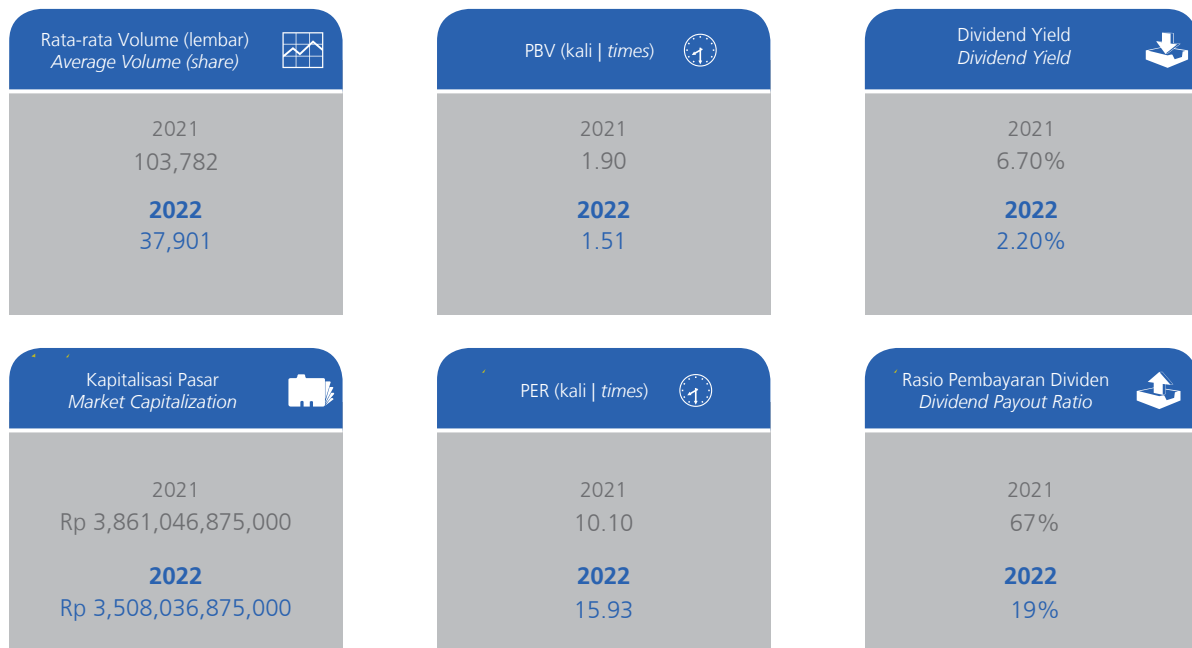 Rata-rata Volume (lembar)
Average Volume (share)
2021
103,782
2022
37,901
PBV (kali | times)
2021
1.90
2022
1.51
Dividend Yield
Dividend Yield
2021
6.70%
2022
2.20%
Kapitalisasi Pasar
Market Capitalization
2021
Rp 3,861,046,875,000
2022
Rp 3,508,036,875,000
PER (kali | times)
2021
10.10
2022
15.93
Rasio Pembayaran Dividen
Dividend Payout Ratio
2021
67%
2022
19%